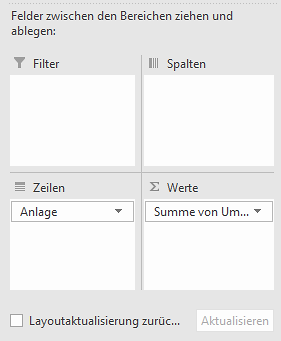 Felder zwischen den Bereichen ziehen und
ablegen:
Filter
Spalten
Zeilen
Werte
Anlage
Summe von Um...
Layoutaktualisierung zurüc...
Aktualisieren